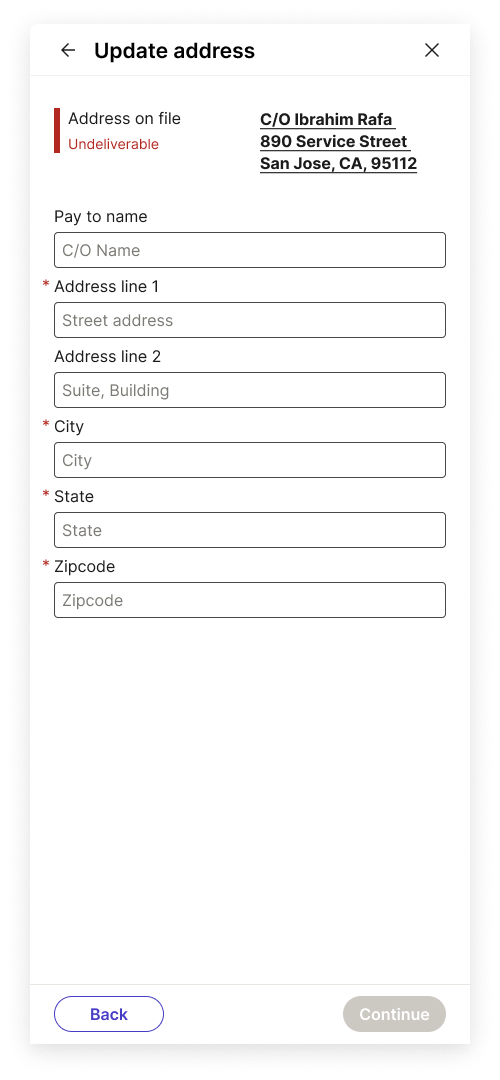 Update address
Address on file
Undeliverable
C/O Ibrahim Rafa
890 Service Street
San Jose, CA, 95112
Pay to name
C/O Name
* Address line 1
Street address
Address line 2
Suite, Building
* City
City
* State
State
* Zipcode
Zipcode
Back
Continue